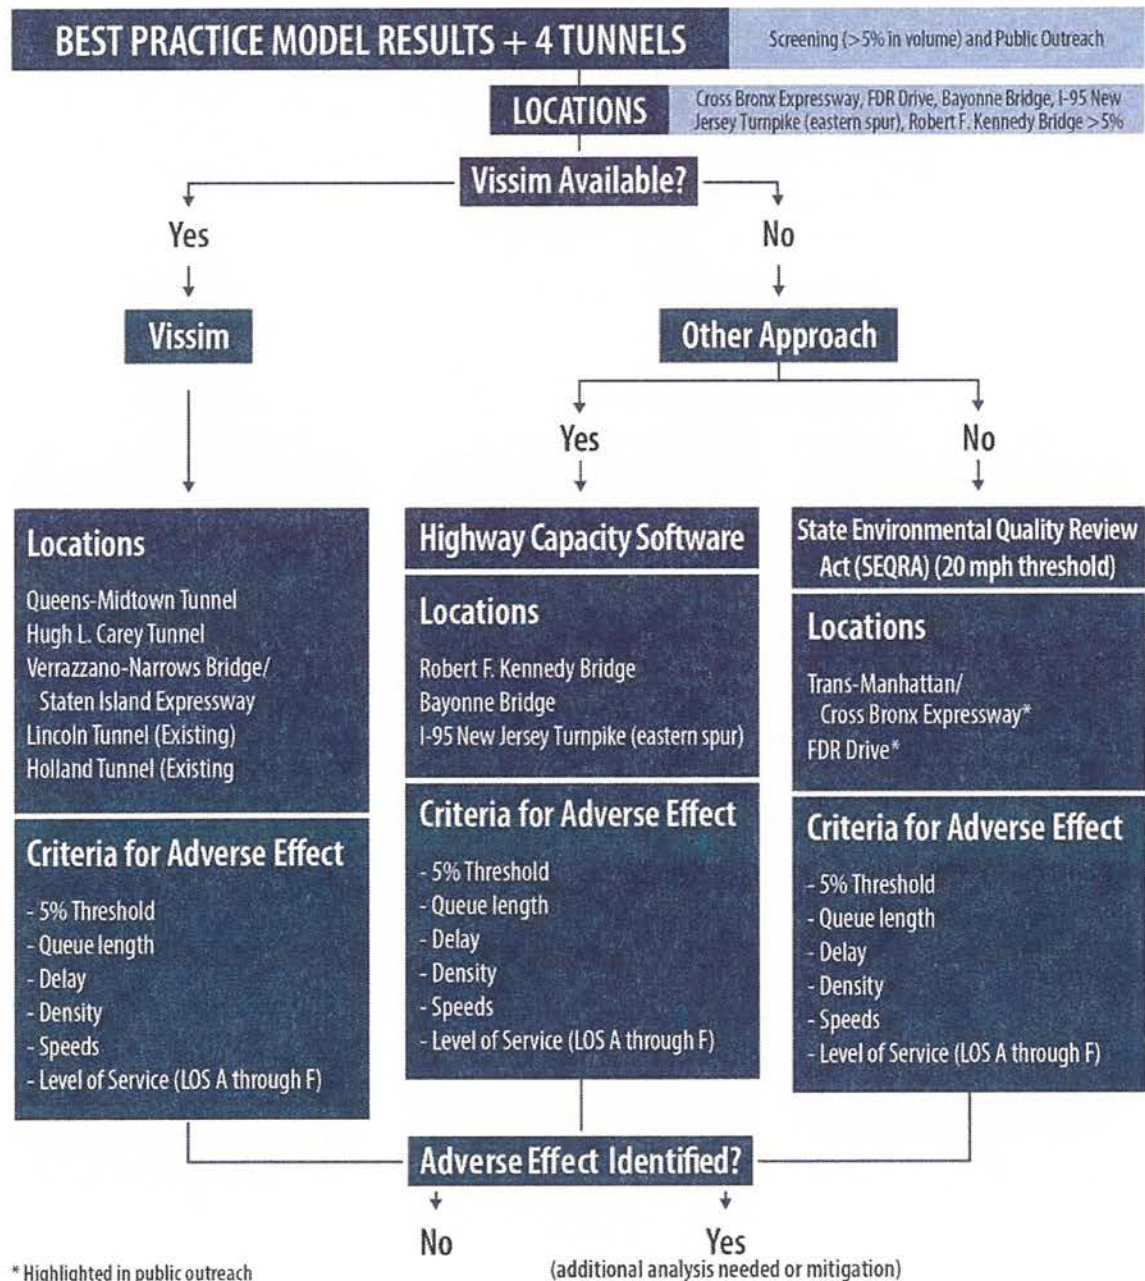 BEST PRACTICE MODEL RESULTS + 4 TUNNELS
Screening (>5% in volume) and Public Outreach
LOCATIONS
Cross Bronx Expressway, FDR Drive, Bayonne Bridge, I-95 New
Jersey Turnpike (eastern spur), Robert F. Kennedy Bridge >5%
Vissim Available?
Yes
No
Vissim
Other Approach
Yes
No
Locations
Queens-Midtown Tunnel
Hugh L. Carey Tunnel
Verrazzano-Narrows Bridge/
Staten Island Expressway
Lincoln Tunnel (Existing)
Holland Tunnel (Existing
Criteria for Adverse Effect
- 5% Threshold
- Queue length
- Delay
- Density
- Speeds
- Level of Service (LOS A through F)
Highway Capacity Software
Locations
Robert F. Kennedy Bridge
Bayonne Bridge
I-95 New Jersey Turnpike (eastern spur)
Criteria for Adverse Effect
- 5% Threshold
- Queue length
- Delay
- Density
- Speeds
- Level of Service (LOS A through F)
State Environmental Quality Review
Act (SEQRA) (20 mph threshold)
Locations
Trans-Manhattan/
Cross Bronx Expressway*
FDR Drive*
Criteria for Adverse Effect
- 5% Threshold
- Queue length
- Delay
- Density
- Speeds
- Level of Service (LOS A through F)
Adverse Effect Identified?
No
Yes
(additional analysis needed or mitigation)
* Highlighted in public outreach